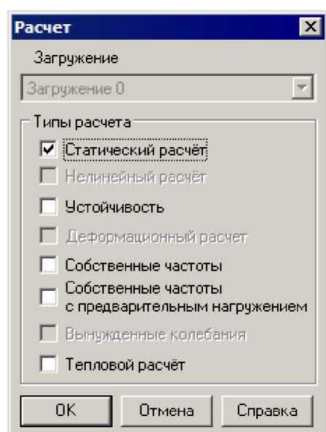 Расчет
Загружение
Загружение 0
Типы расчета
Статический расчёт
Нелинейный расчёт
Устойчивость
Деформационный расчет
Собственные частоты
Собственные частоты
с предварительным нагружением
Вынужденные колебания
Тепловой расчёт
OK Отмена Справка